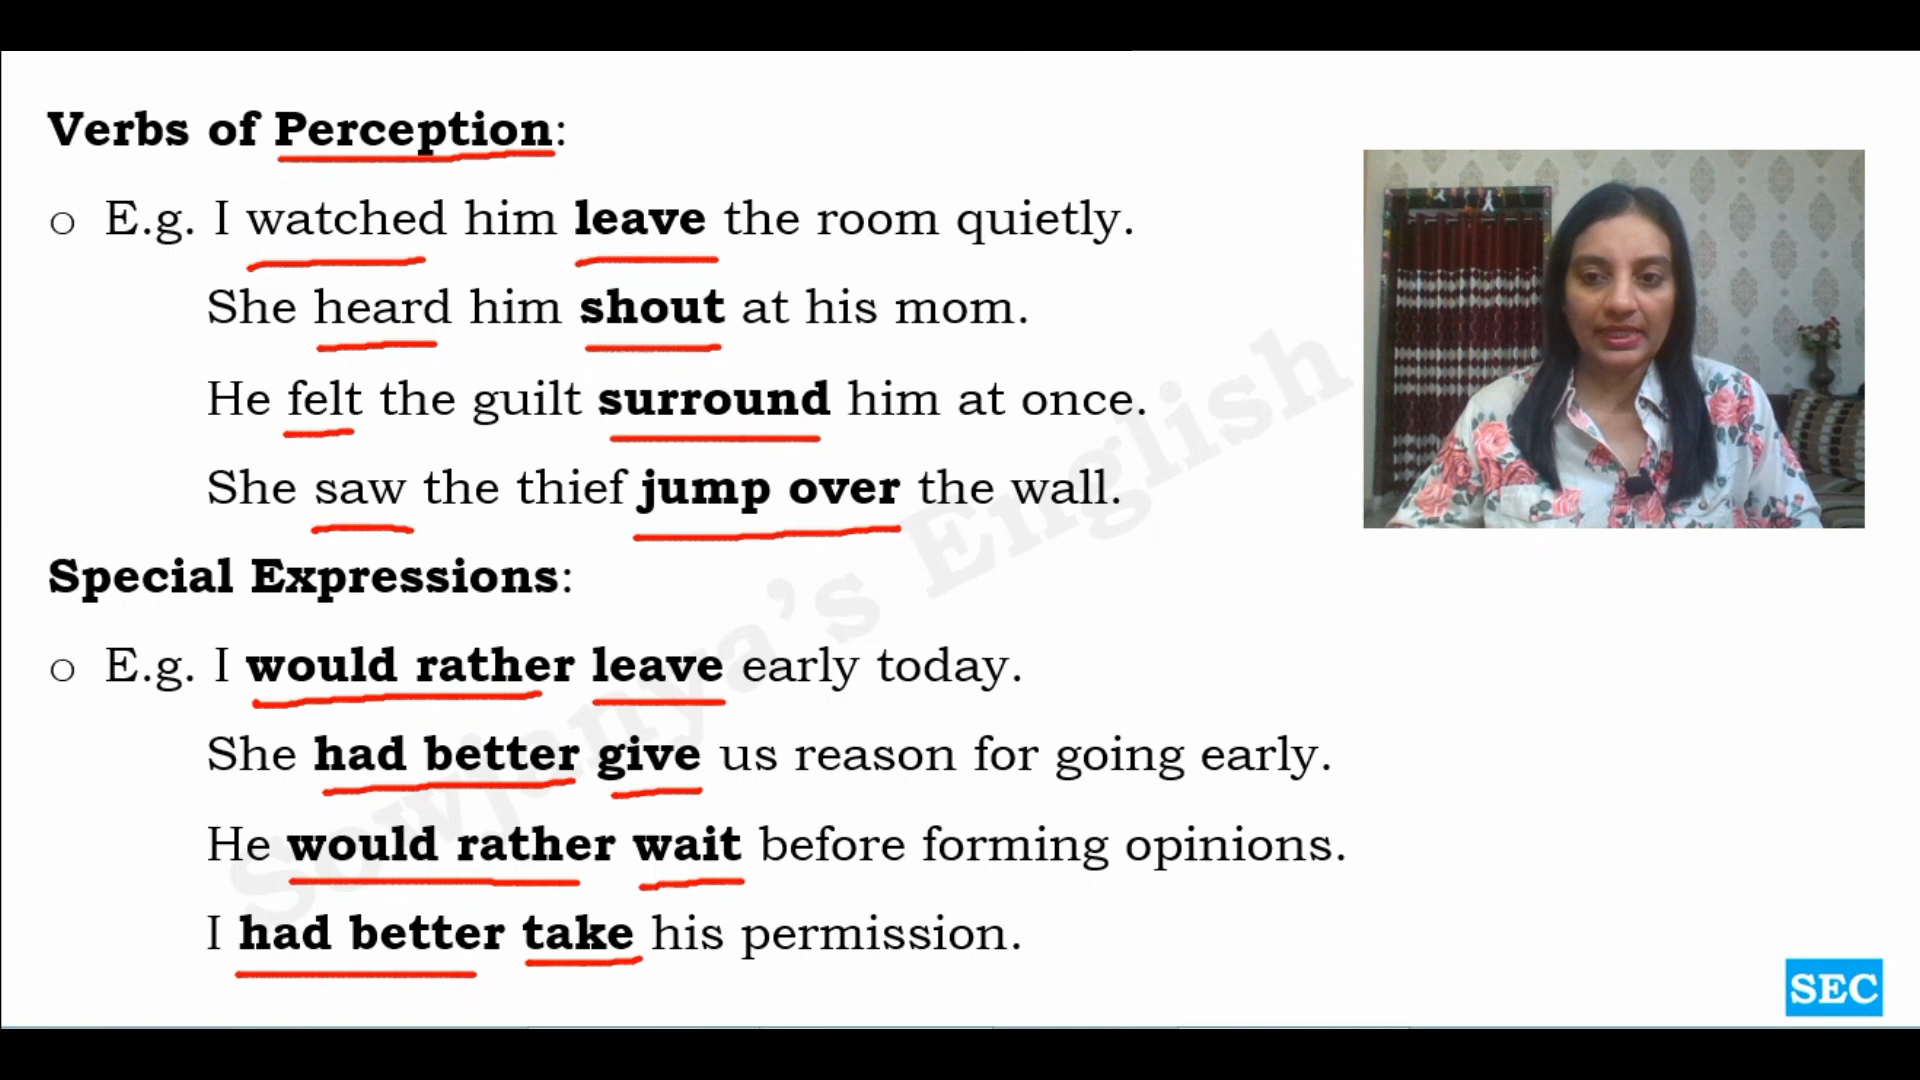 Verbs of Perception:
o E.g. I watched him leave the room quietly.
She heard him shout at his mom.
He felt the guilt surround him at once.
She saw the thief jump over the wall.
Special Expressions:
o E.g. I would rather leave early today.
She had better give us reason for going early.
He would rather wait before forming opinions.
I had better take his permission.
Sowjanya's English
SEC